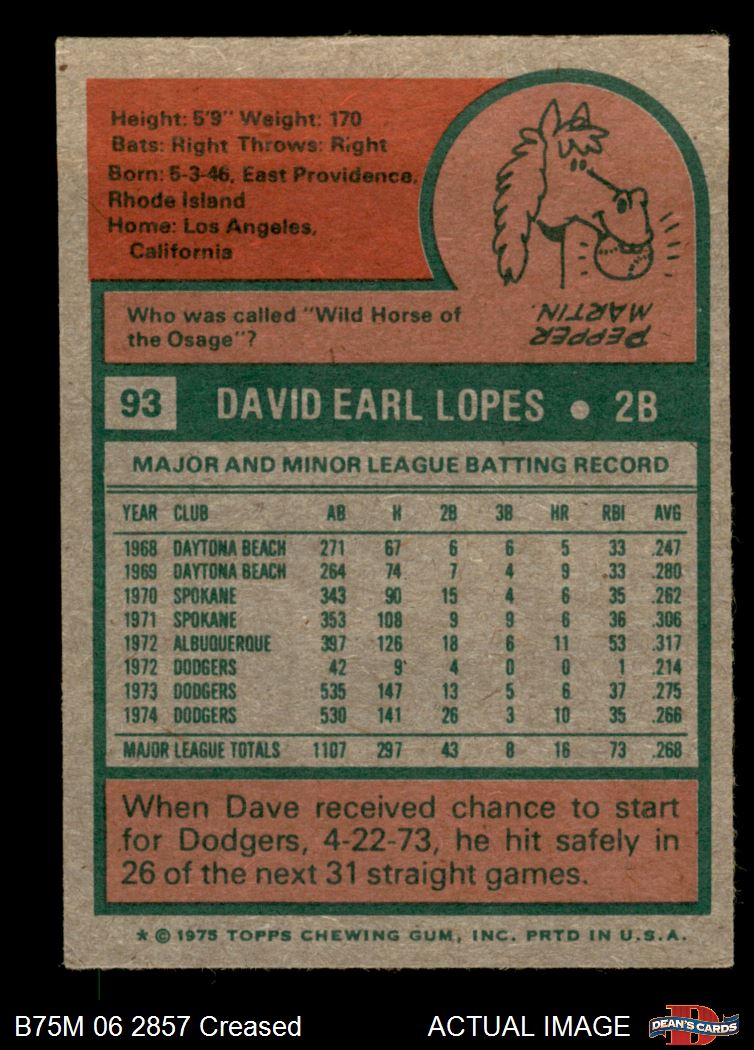 Height: 5'9" Weight: 170
Bats: Right Throws: Right
Born: 5-3-46, East Providence,
Rhode Island
Home: Los Angeles,
California
Who was called "Wild Horse of
the Osage"?
PEPPER
MARTIN.
93 DAVID EARL LOPES • 2B
MAJOR AND MINOR LEAGUE BATTING RECORD
YEAR CLUB AB H 2B 3B HR RBI AVG
1968 DAYTONA BEACH 271 67 6 6 5 33 .247
1969 DAYTONA BEACH 264 74 7 4 9 33 .280
1970 SPOKANE 343 90 15 4 6 35 .262
1971 SPOKANE 353 108 9 9 6 36 .306
1972 ALBUQUERQUE 397 126 18 6 11 53 .317
1972 DODGERS 42 9 4 0 0 1 .214
1973 DODGERS 535 147 13 5 6 37 .275
1974 DODGERS 530 141 26 3 10 35 .266
MAJOR LEAGUE TOTALS 1107 297 43 8 16 73 .268
When Dave received chance to start
for Dodgers, 4-22-73, he hit safely in
26 of the next 31 straight games.
* © 1975 TOPPS CHEWING GUM, INC. PRTD IN U.S.A.
B75M 06 2857 Creased ACTUAL IMAGE
D
DEAN'S CARDS